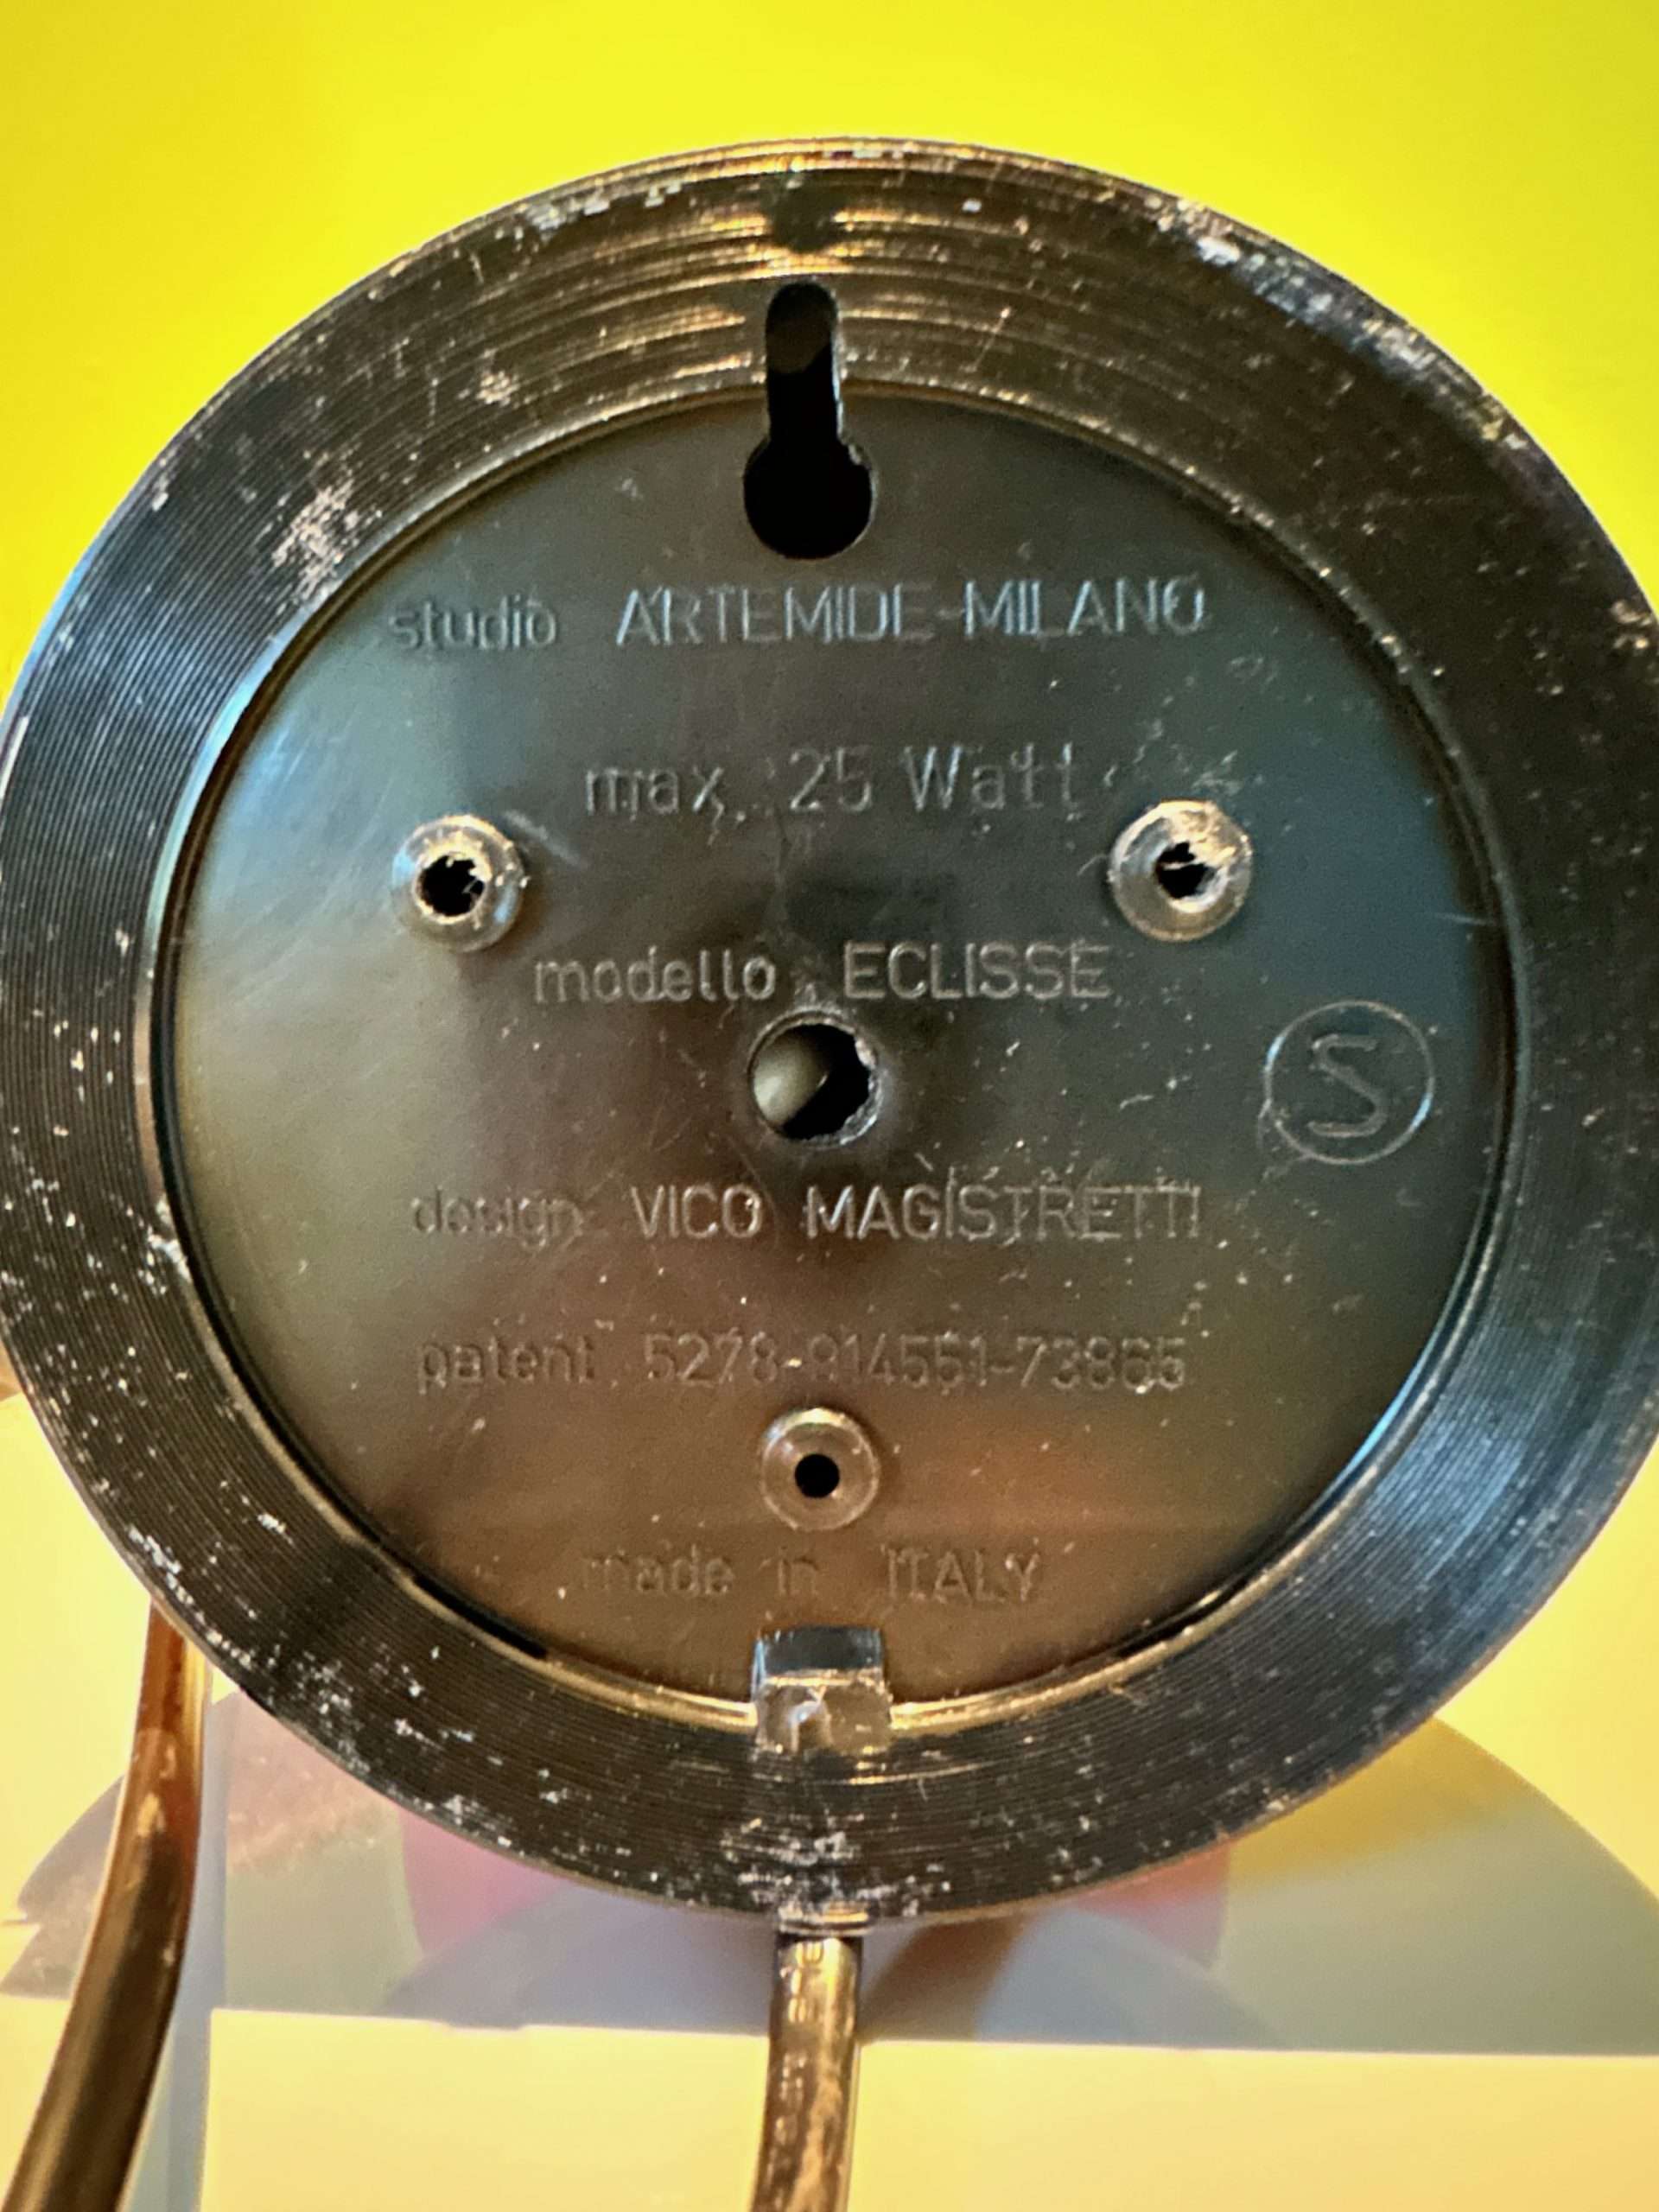 studio ARTEMIDE-MILANO
max. 25 Watt
modello ECLISSE
S
design VICO MAGISTRETTI
patent 5278-914551-73865
made in ITALY